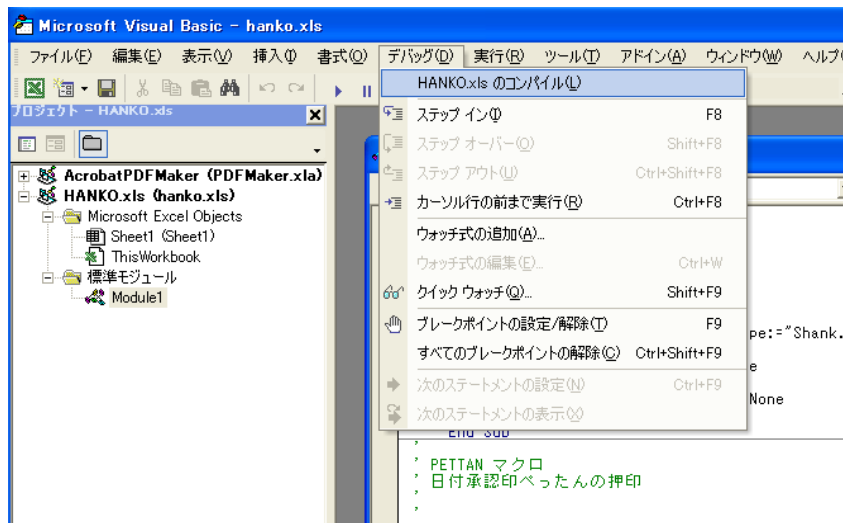 Microsoft Visual Basic - hanko.xls
ファイル(F) 編集(E) 表示(V) 挿入(I) 書式(O) デバッグ(D) 実行(R) ツール(T) アドイン(A) ウィンドウ(W) ヘルプ(
プロジェクト - HANKO.xls
AcrobatPDFMaker (PDFMaker.xla)
HANKO.xls (hanko.xls)
Microsoft Excel Objects
Sheet1 (Sheet1)
ThisWorkbook
標準モジュール
Module1
HANKO.xls のコンパイル(L)
ステップ イン(I) F8
ステップ オーバー(O) Shift+F8
ステップ アウト(U) Ctrl+Shift+F8
カーソル行の前まで実行(R) Ctrl+F8
ウォッチ式の追加(A)...
ウォッチ式の編集(E)... Ctrl+W
クイック ウォッチ(Q)... Shift+F9
ブレークポイントの設定/解除(T) F9
すべてのブレークポイントの解除(C) Ctrl+Shift+F9
次のステートメントの設定(N) Ctrl+F9
次のステートメントの表示(X)
pe:="Shank.
e
None
End Sub
'
' PETTAN マクロ
' 日付承認印ぺったんの押印
'
'